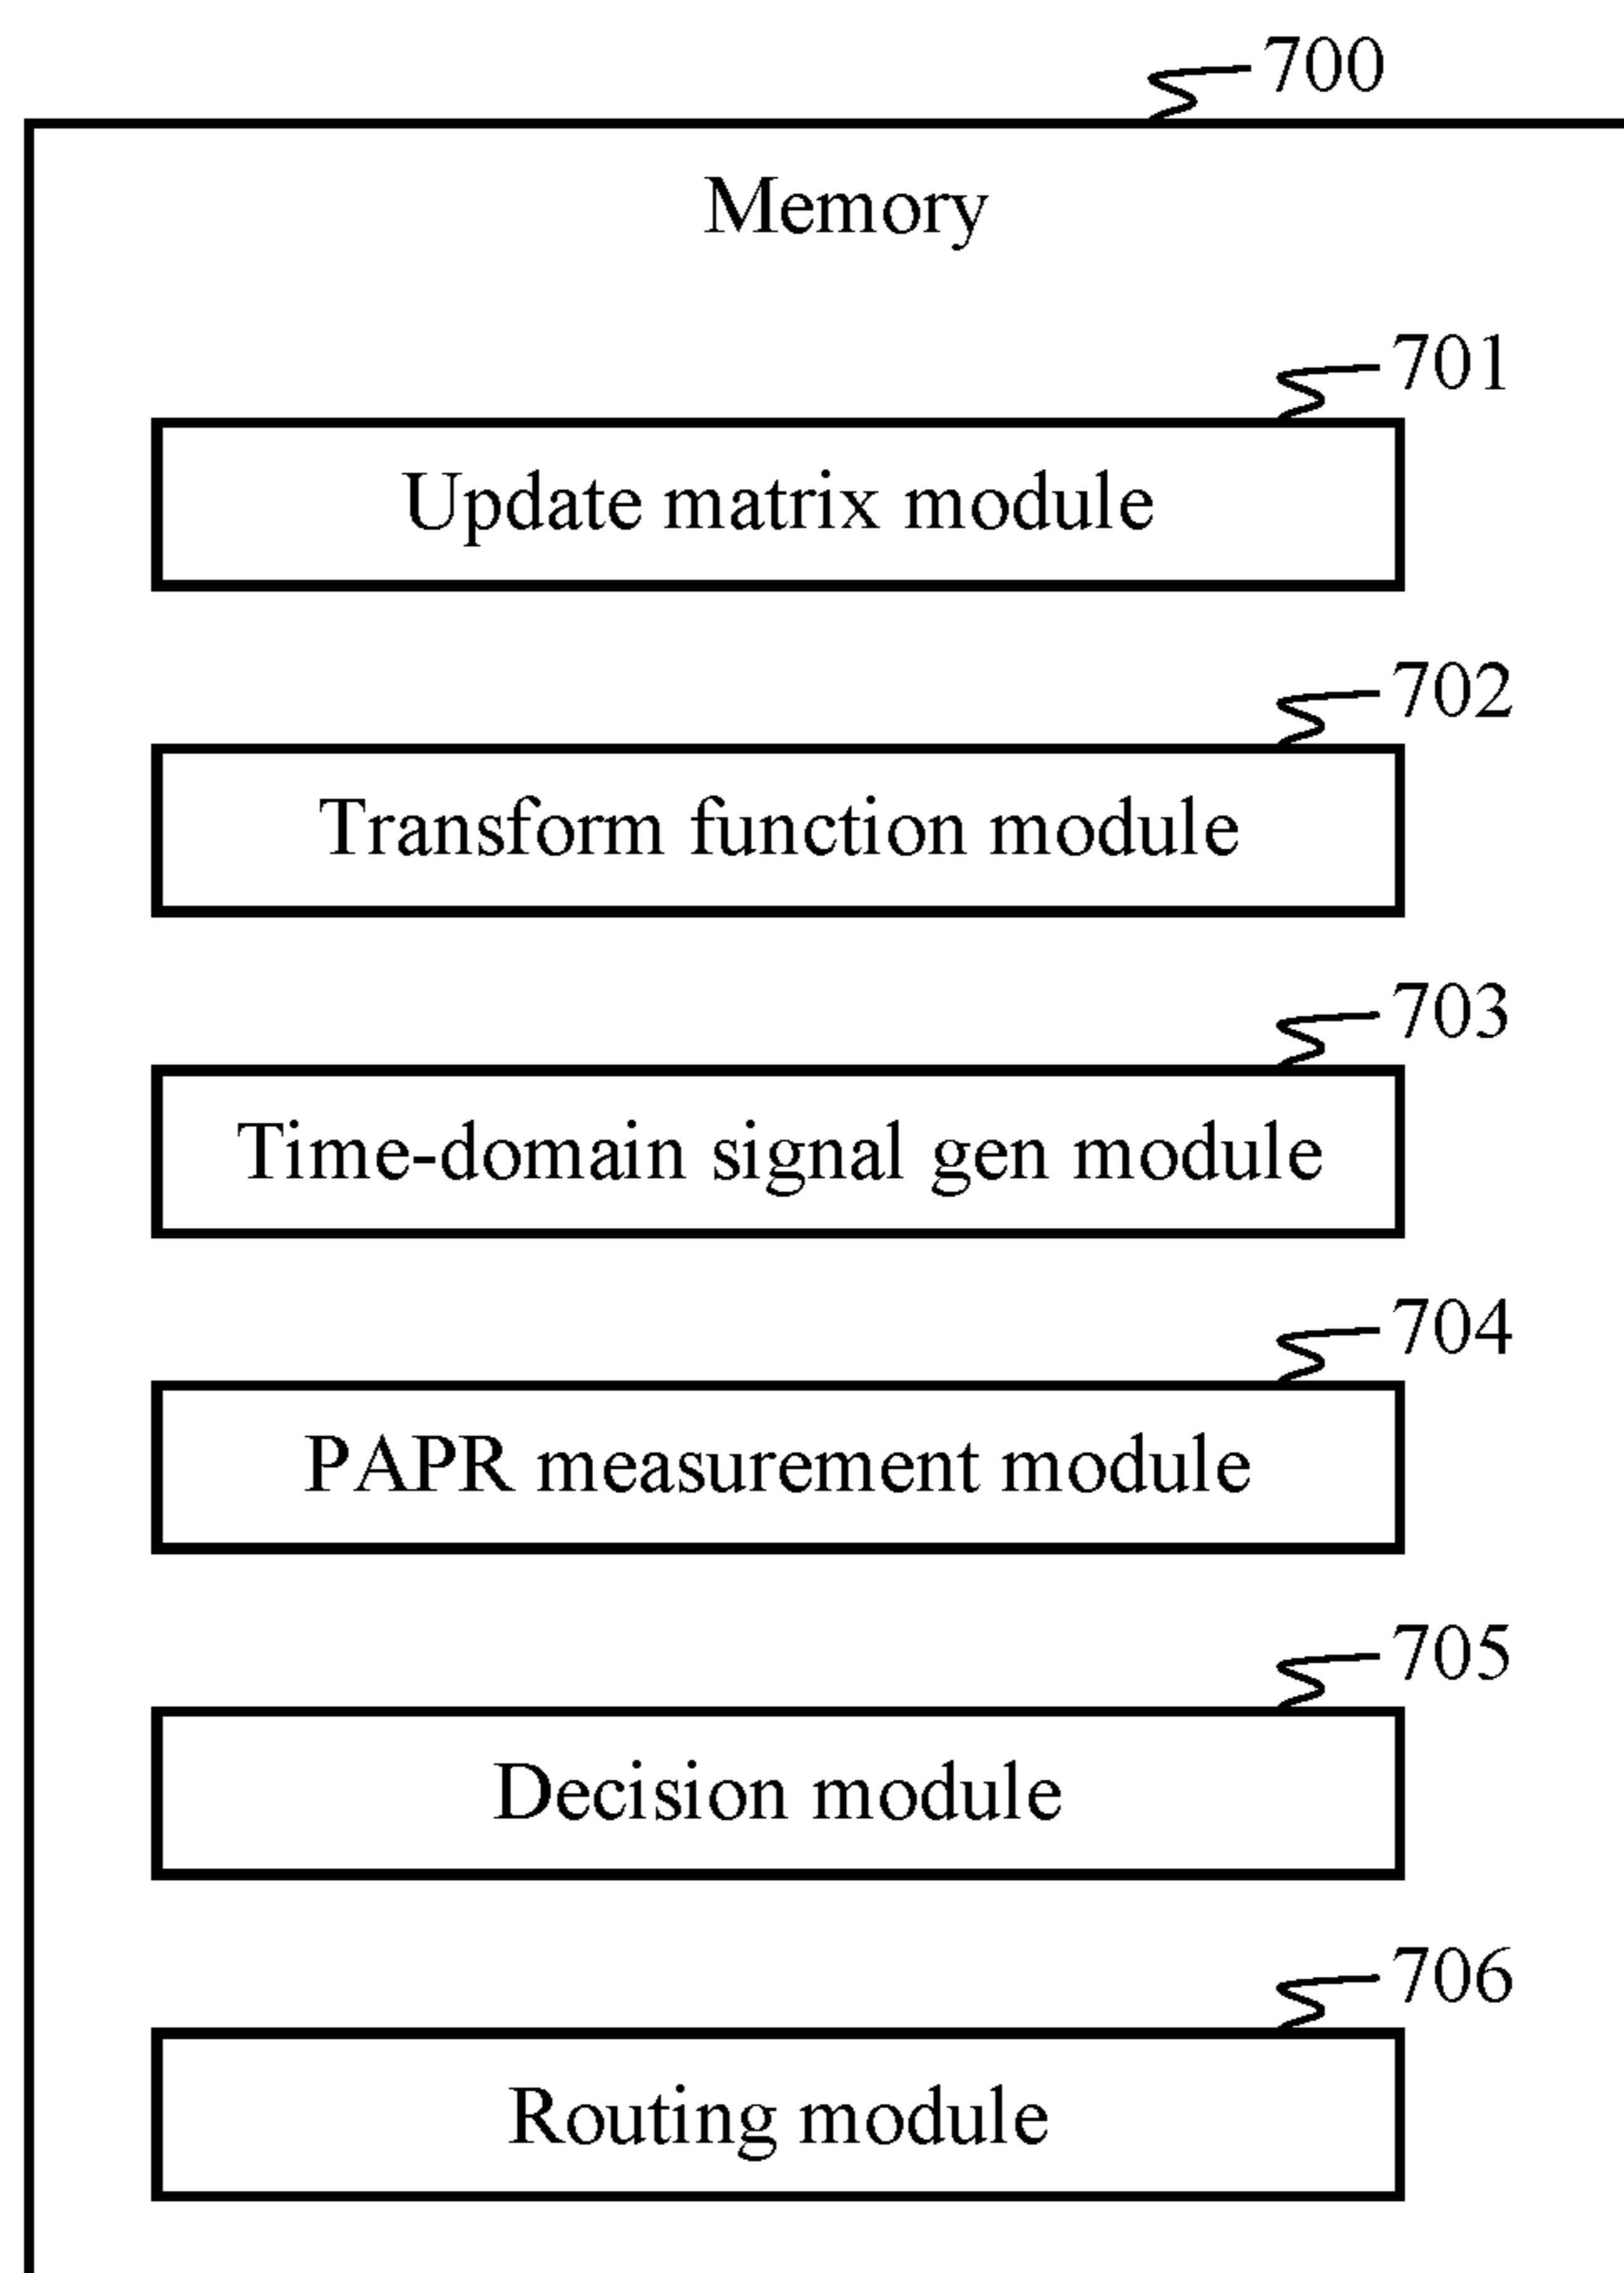 700
Memory
701
Update matrix module
702
Transform function module
703
Time-domain signal gen module
704
PAPR measurement module
705
Decision module
706
Routing module